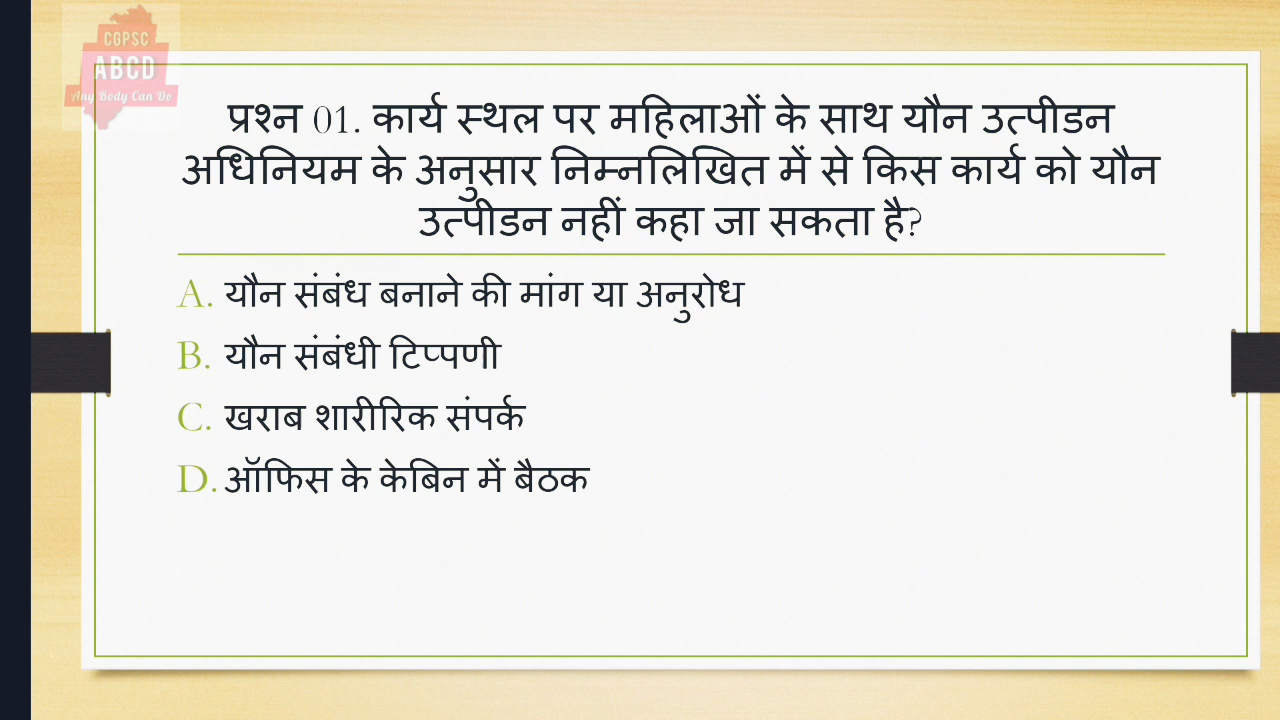 CGPSC
ABCD
Any Body Can Do
प्रश्न 01. कार्य स्थल पर महिलाओं के साथ यौन उत्पीडन
अधिनियम के अनुसार निम्नलिखित में से किस कार्य को यौन
उत्पीडन नहीं कहा जा सकता है?
A. यौन संबंध बनाने की मांग या अनुरोध
B. यौन संबंधी टिप्पणी
C. खराब शारीरिक संपर्क
D. ऑफिस के केबिन में बैठक